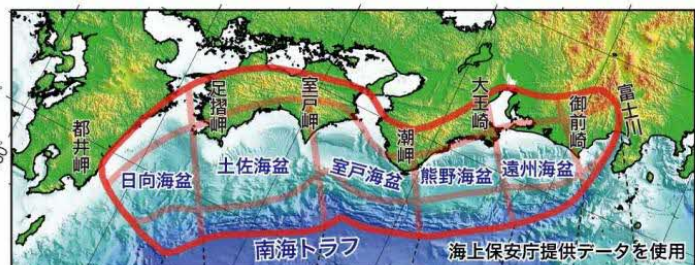 都井岬
足摺岬
室戸岬
潮岬
大王崎
御前崎
富士川
日向海盆
土佐海盆
室戸海盆
熊野海盆
遠州海盆
南海トラフ
海上保安庁提供データを使用